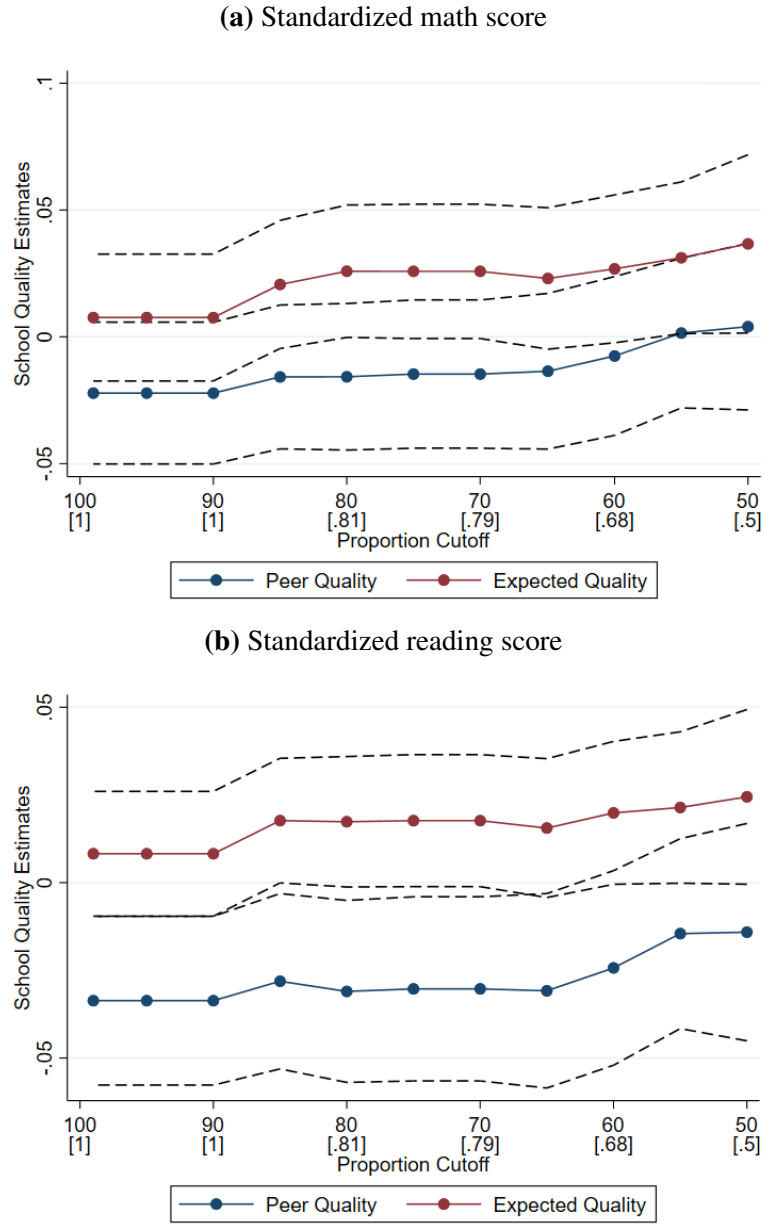 (a) Standardized math score
School Quality Estimates
.1
.05
0
-.05
100 90 80 70 60 50
[1] [1] [.81] [.79] [.68] [.5]
Proportion Cutoff
Peer Quality Expected Quality
(b) Standardized reading score
School Quality Estimates
.05
0
-.05
100 90 80 70 60 50
[1] [1] [.81] [.79] [.68] [.5]
Proportion Cutoff
Peer Quality Expected Quality